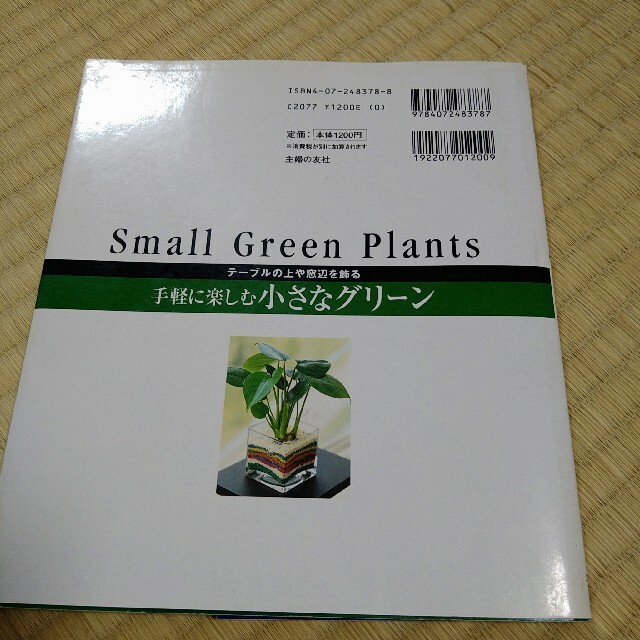 ISBN4-07-248378-8
C2077 ¥1200E (0)
9784072483787
定価：本体1200円
※消費税が別に加算されます
主婦の友社
1922077012009
Small Green Plants
テーブルの上や窓辺を飾る
手軽に楽しむ小さなグリーン